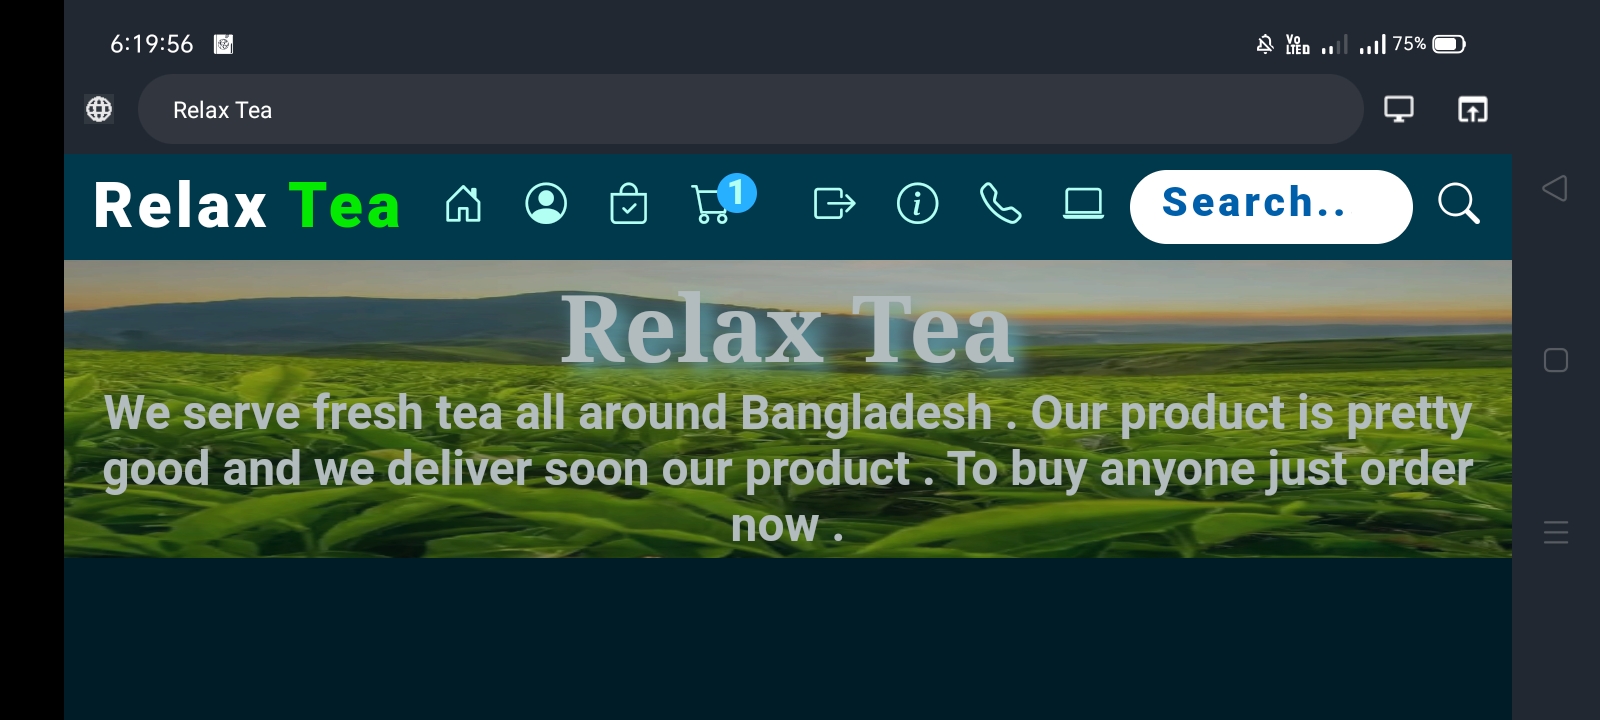 6:19:56 Vo LTE 75%
Relax Tea
Relax Tea 1 Search..
Relax Tea
We serve fresh tea all around Bangladesh . Our product is pretty
good and we deliver soon our product . To buy anyone just order
now .